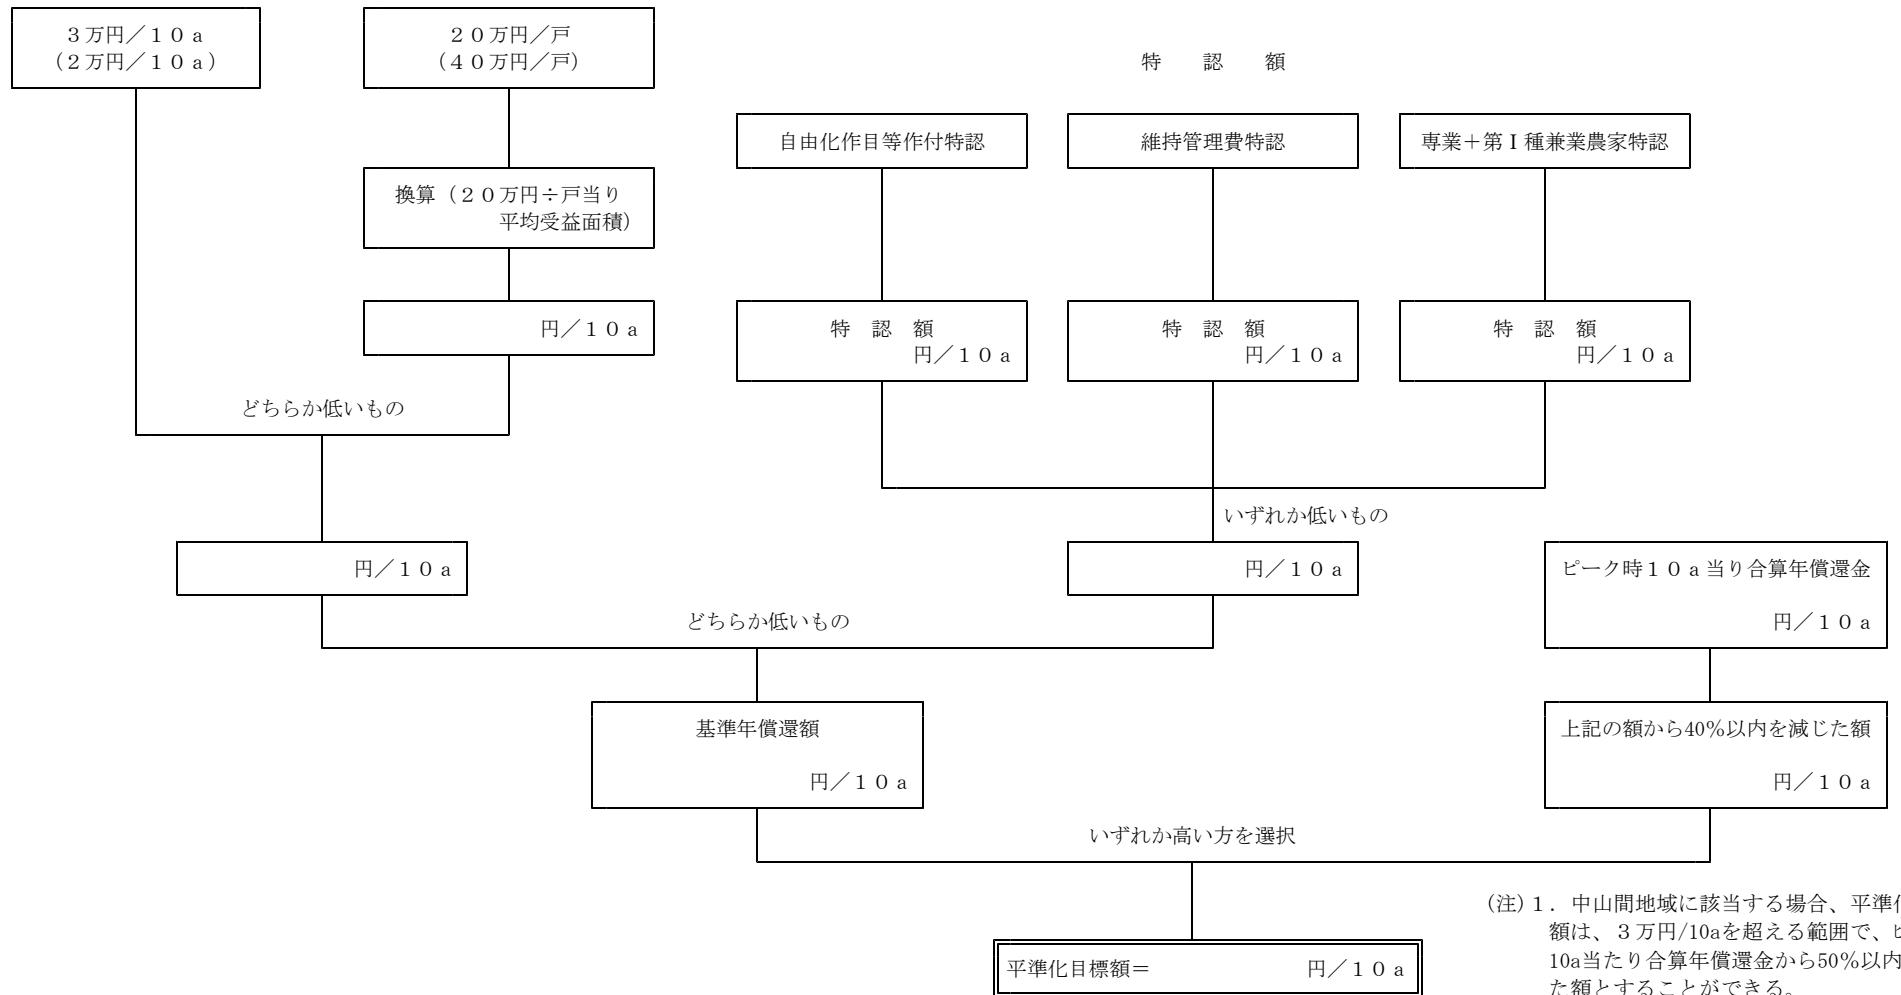 ３万円／１０ａ
（２万円／１０ａ）
２０万円／戸
（４０万円／戸）
特　認　額
自由化作目等作付特認
維持管理費特認
専業＋第Ⅰ種兼業農家特認
換算（２０万円÷戸当り
平均受益面積）
円／１０ａ
特　認　額
円／１０ａ
特　認　額
円／１０ａ
特　認　額
円／１０ａ
どちらか低いもの
いずれか低いもの
円／１０ａ
円／１０ａ
ピーク時１０ａ当り合算年償還金
円／１０ａ
どちらか低いもの
基準年償還額
円／１０ａ
上記の額から40％以内を減じた額
円／１０ａ
いずれか高い方を選択
平準化目標額＝　　　　　　　円／１０ａ
（注）１．中山間地域に該当する場合、平準
額は、３万円/10aを超える範囲で、
10a当たり合算年償還金から50％以内
た額とすることができる。